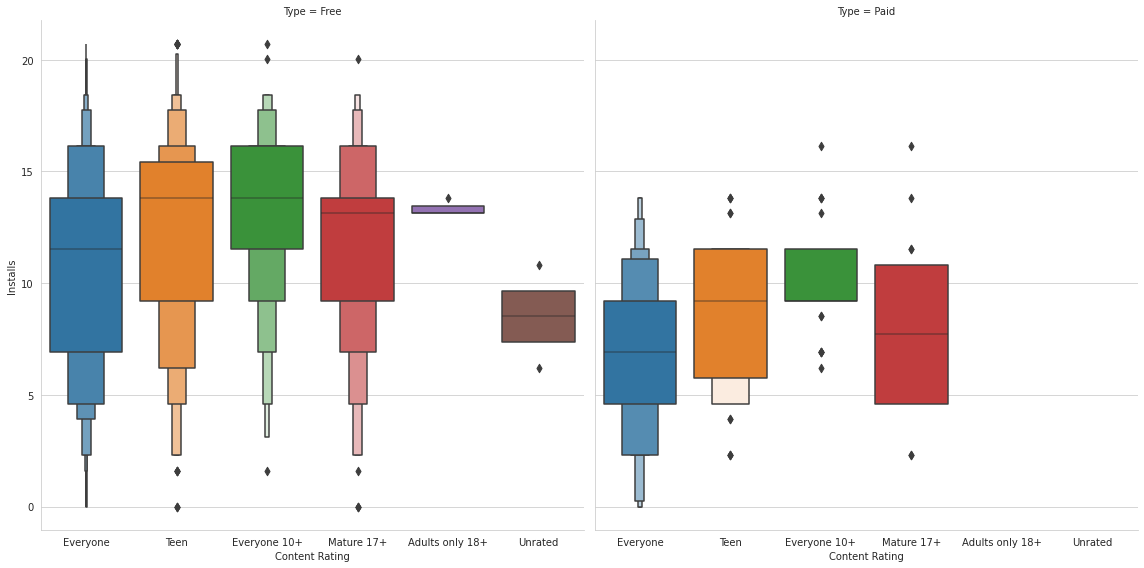 Type = Free
Type = Paid
Installs
20
15
10
5
0
Everyone Teen Everyone 10+ Mature 17+ Adults only 18+ Unrated
Everyone Teen Everyone 10+ Mature 17+ Adults only 18+ Unrated
Content Rating
Content Rating